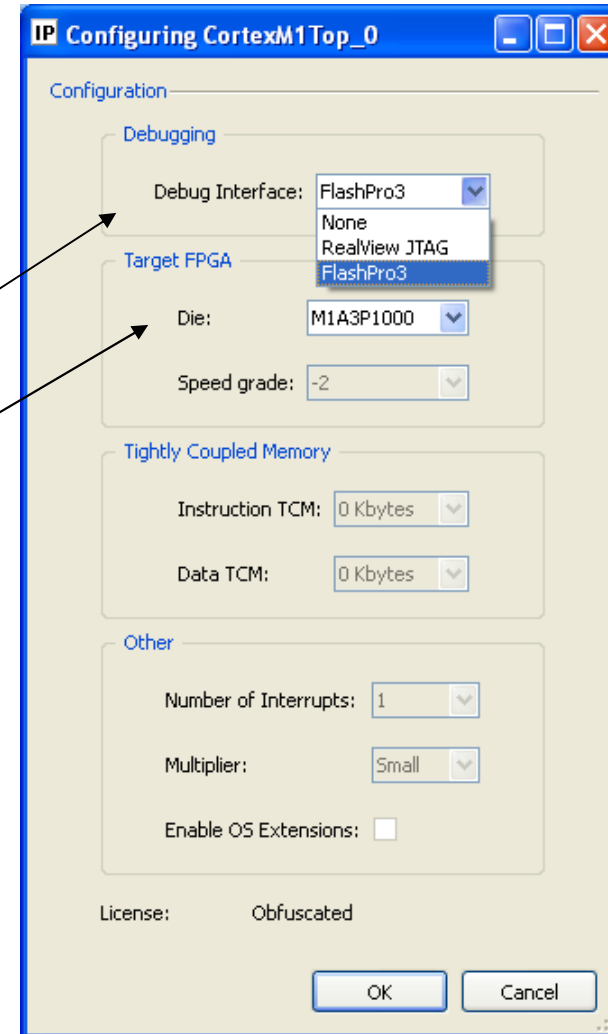 IP Configuring CortexM1Top_0
Configuration
Debugging
Debug Interface: FlashPro3
None
RealView JTAG
FlashPro3
Target FPGA
Die: M1A3P1000
Speed grade: -2
Tightly Coupled Memory
Instruction TCM: 0 Kbytes
Data TCM: 0 Kbytes
Other
Number of Interrupts: 1
Multiplier: Small
Enable OS Extensions:
License: Obfuscated
OK Cancel